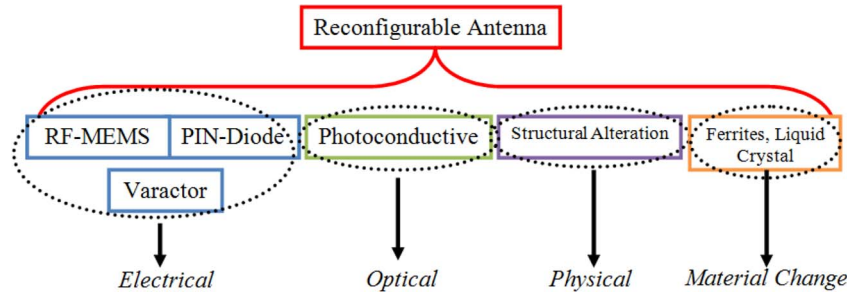 Reconfigurable Antenna
RF-MEMS PIN-Diode Photoconductive Structural Alteration Ferrites, Liquid
Crystal
Varactor
Electrical Optical Physical Material Change